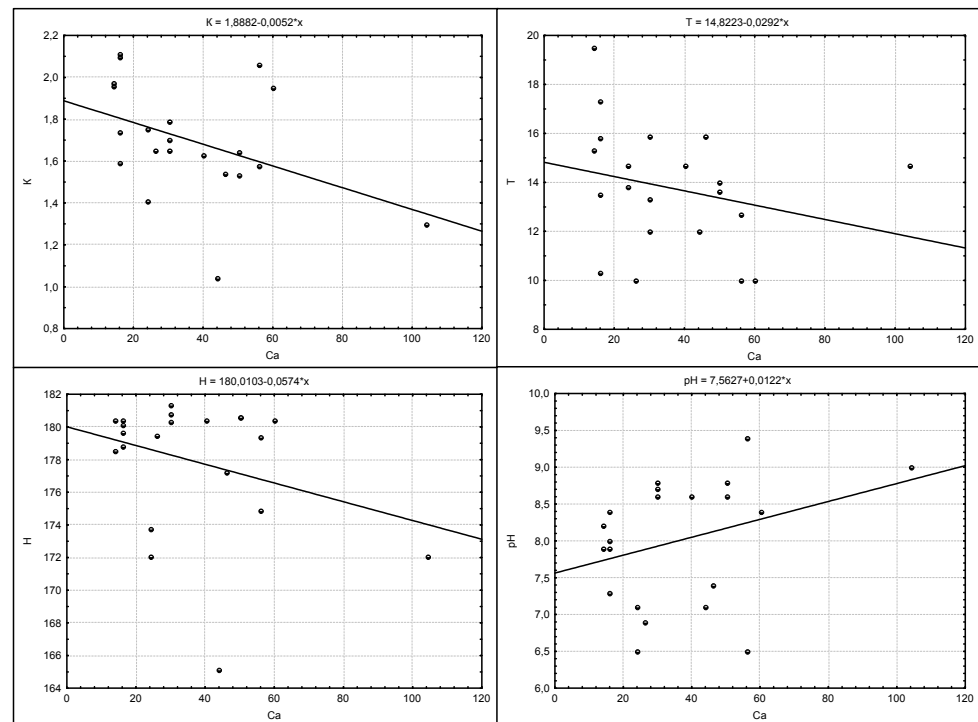 K = 1,8882-0,0052*x
2,2
2,0
1,8
1,6
1,4
1,2
1,0
0,8
K
0 20 40 60 80 100 120
Ca
T = 14,8223-0,0292*x
20
18
16
14
12
10
8
T
0 20 40 60 80 100 120
Ca
H = 180,0103-0,0574*x
182
180
178
176
174
172
170
168
166
164
H
0 20 40 60 80 100 120
Ca
pH = 7,5627+0,0122*x
10,0
9,5
9,0
8,5
8,0
7,5
7,0
6,5
6,0
pH
0 20 40 60 80 100 120
Ca